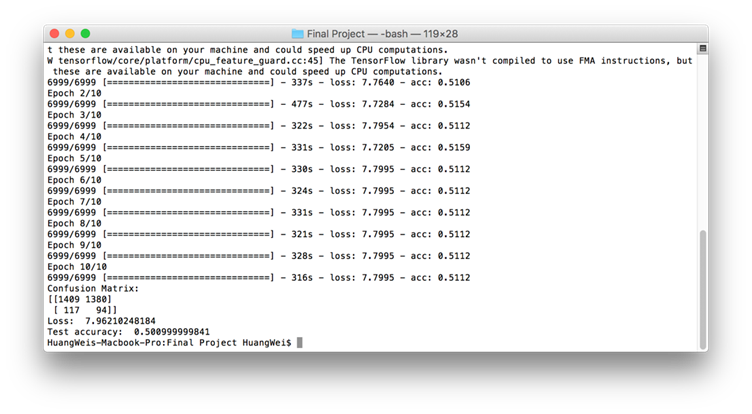 Final Project — -bash — 119×28
t these are available on your machine and could speed up CPU computations.
W tensorflow/core/platform/cpu_feature_guard.cc:45] The TensorFlow library wasn't compiled to use FMA instructions, but
these are available on your machine and could speed up CPU computations.
6999/6999 [==============================] - 337s - loss: 7.7640 - acc: 0.5106
Epoch 2/10
6999/6999 [==============================] - 477s - loss: 7.7284 - acc: 0.5154
Epoch 3/10
6999/6999 [==============================] - 322s - loss: 7.7954 - acc: 0.5112
Epoch 4/10
6999/6999 [==============================] - 331s - loss: 7.7205 - acc: 0.5159
Epoch 5/10
6999/6999 [==============================] - 330s - loss: 7.7995 - acc: 0.5112
Epoch 6/10
6999/6999 [==============================] - 324s - loss: 7.7995 - acc: 0.5112
Epoch 7/10
6999/6999 [==============================] - 331s - loss: 7.7995 - acc: 0.5112
Epoch 8/10
6999/6999 [==============================] - 321s - loss: 7.7995 - acc: 0.5112
Epoch 9/10
6999/6999 [==============================] - 328s - loss: 7.7995 - acc: 0.5112
Epoch 10/10
6999/6999 [==============================] - 316s - loss: 7.7995 - acc: 0.5112
Confusion Matrix:
[[1409 1380]
[ 117   94]]
Loss:  7.96210248184
Test accuracy:  0.500999999841
HuangWeis-Macbook-Pro:Final Project HuangWei$